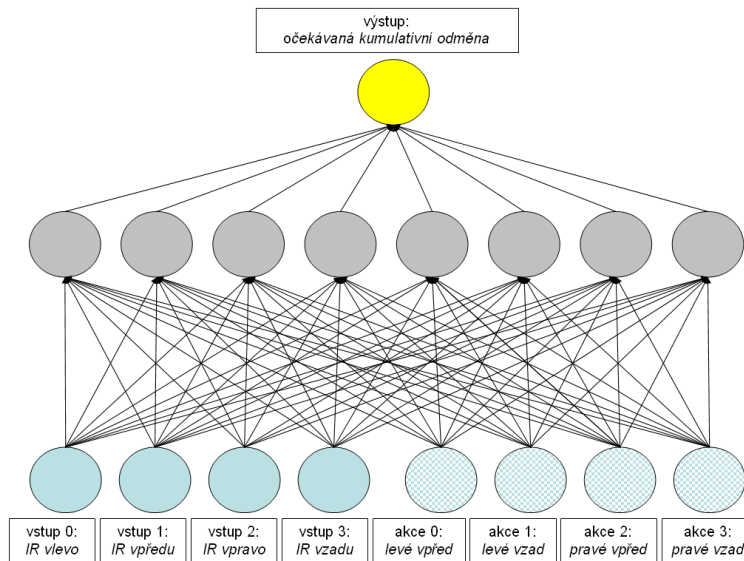 výstup:
očekávaná kumulativní odměna
vstup 0:
IR vlevo
vstup 1:
IR vpředu
vstup 2:
IR vpravo
vstup 3:
IR vzadu
akce 0:
levé vpřed
akce 1:
levé vzad
akce 2:
pravé vpřed
akce 3:
pravé vzad